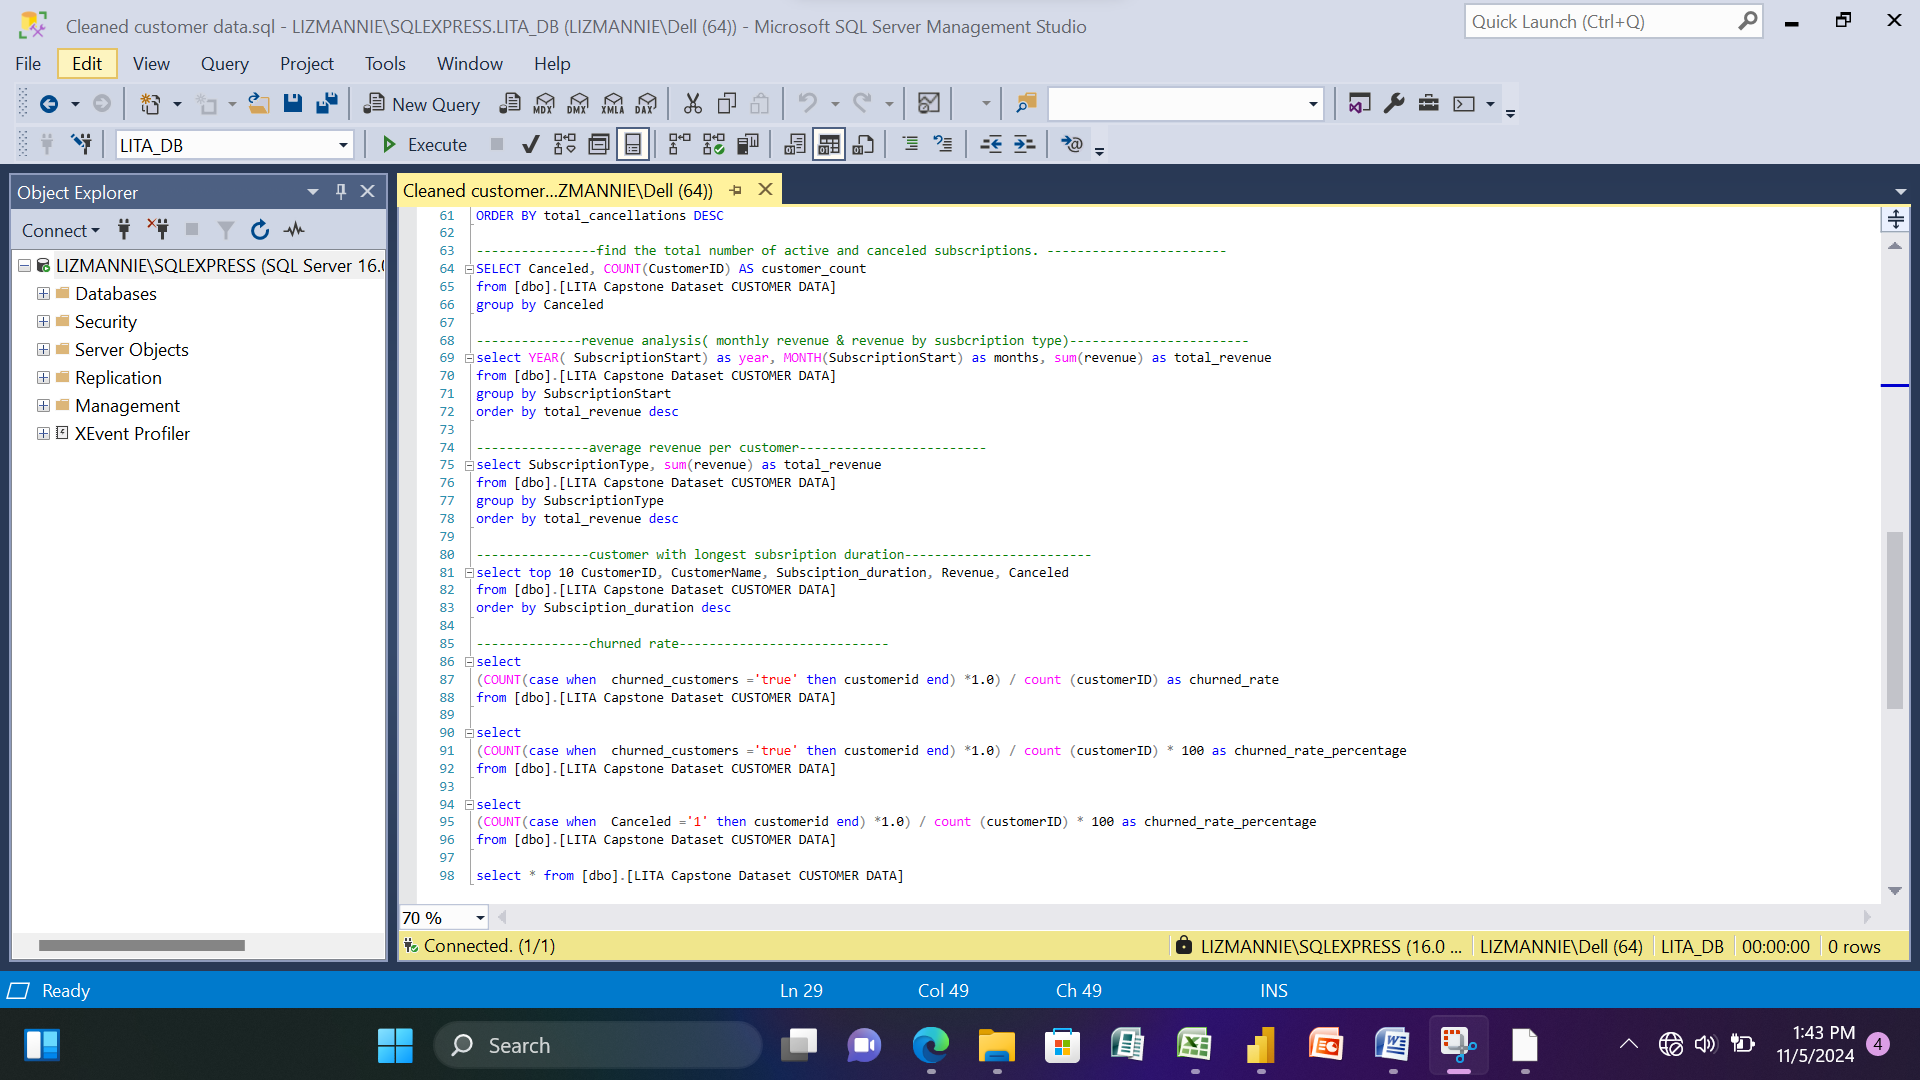 Cleaned customer data.sql - LIZMANNIE\SQLEXPRESS.LITA_DB (LIZMANNIE\Dell (64)) - Microsoft SQL Server Management Studio
Quick Launch (Ctrl+Q)
File Edit View Query Project Tools Window Help
New Query MDX DMX XMLA DAX
LITA_DB Execute
Object Explorer
Cleaned customer...ZMANNIE\Dell (64))
Connect
LIZMANNIE\SQLEXPRESS (SQL Server 16.0
Databases
Security
Server Objects
Replication
Management
XEvent Profiler
61 ORDER BY total_cancellations DESC
62
63 ----------------find the total number of active and canceled subscriptions. ------------------------
64 SELECT Canceled, COUNT(CustomerID) AS customer_count
65 from [dbo].[LITA Capstone Dataset CUSTOMER DATA]
66 group by Canceled
67
68 --------------revenue analysis( monthly revenue & revenue by susbcription type)------------------------
69 select YEAR( SubscriptionStart) as year, MONTH(SubscriptionStart) as months, sum(revenue) as total_revenue
70 from [dbo].[LITA Capstone Dataset CUSTOMER DATA]
71 group by SubscriptionStart
72 order by total_revenue desc
73
74 ---------------average revenue per customer-------------------------
75 select SubscriptionType, sum(revenue) as total_revenue
76 from [dbo].[LITA Capstone Dataset CUSTOMER DATA]
77 group by SubscriptionType
78 order by total_revenue desc
79
80 ---------------customer with longest subsription duration-------------------------
81 select top 10 CustomerID, CustomerName, Subsciption_duration, Revenue, Canceled
82 from [dbo].[LITA Capstone Dataset CUSTOMER DATA]
83 order by Subsciption_duration desc
84
85 ---------------churned rate----------------------------
86 select
87 (COUNT(case when  churned_customers ='true' then customerid end) *1.0) / count (customerID) as churned_rate
88 from [dbo].[LITA Capstone Dataset CUSTOMER DATA]
89
90 select
91 (COUNT(case when  churned_customers ='true' then customerid end) *1.0) / count (customerID) * 100 as churned_rate_percentage
92 from [dbo].[LITA Capstone Dataset CUSTOMER DATA]
93
94 select
95 (COUNT(case when  Canceled ='1' then customerid end) *1.0) / count (customerID) * 100 as churned_rate_percentage
96 from [dbo].[LITA Capstone Dataset CUSTOMER DATA]
97
98 select * from [dbo].[LITA Capstone Dataset CUSTOMER DATA]
70 %
Connected. (1/1) LIZMANNIE\SQLEXPRESS (16.0 ... LIZMANNIE\Dell (64) LITA_DB 00:00:00 0 rows
Ready Ln 29 Col 49 Ch 49 INS
Search
1:43 PM
11/5/2024
4